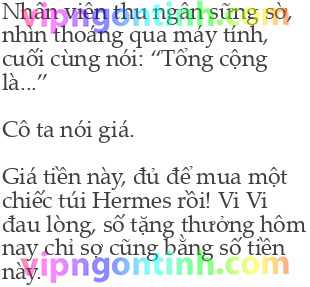 Nhân viên thu ngân sững sờ,
vipngontinh.com
nhìn thoáng qua máy tính,
cuối cùng nói: “Tổng cộng
là...”
Cô ta nói giá.
Giá tiền này, đủ để mua một
chiếc túi Hermes rồi! Vi Vi
đau lòng, số tặng thưởng hôm
nay chỉ sợ cũng bằng số tiền
này.
vipngontinh.com